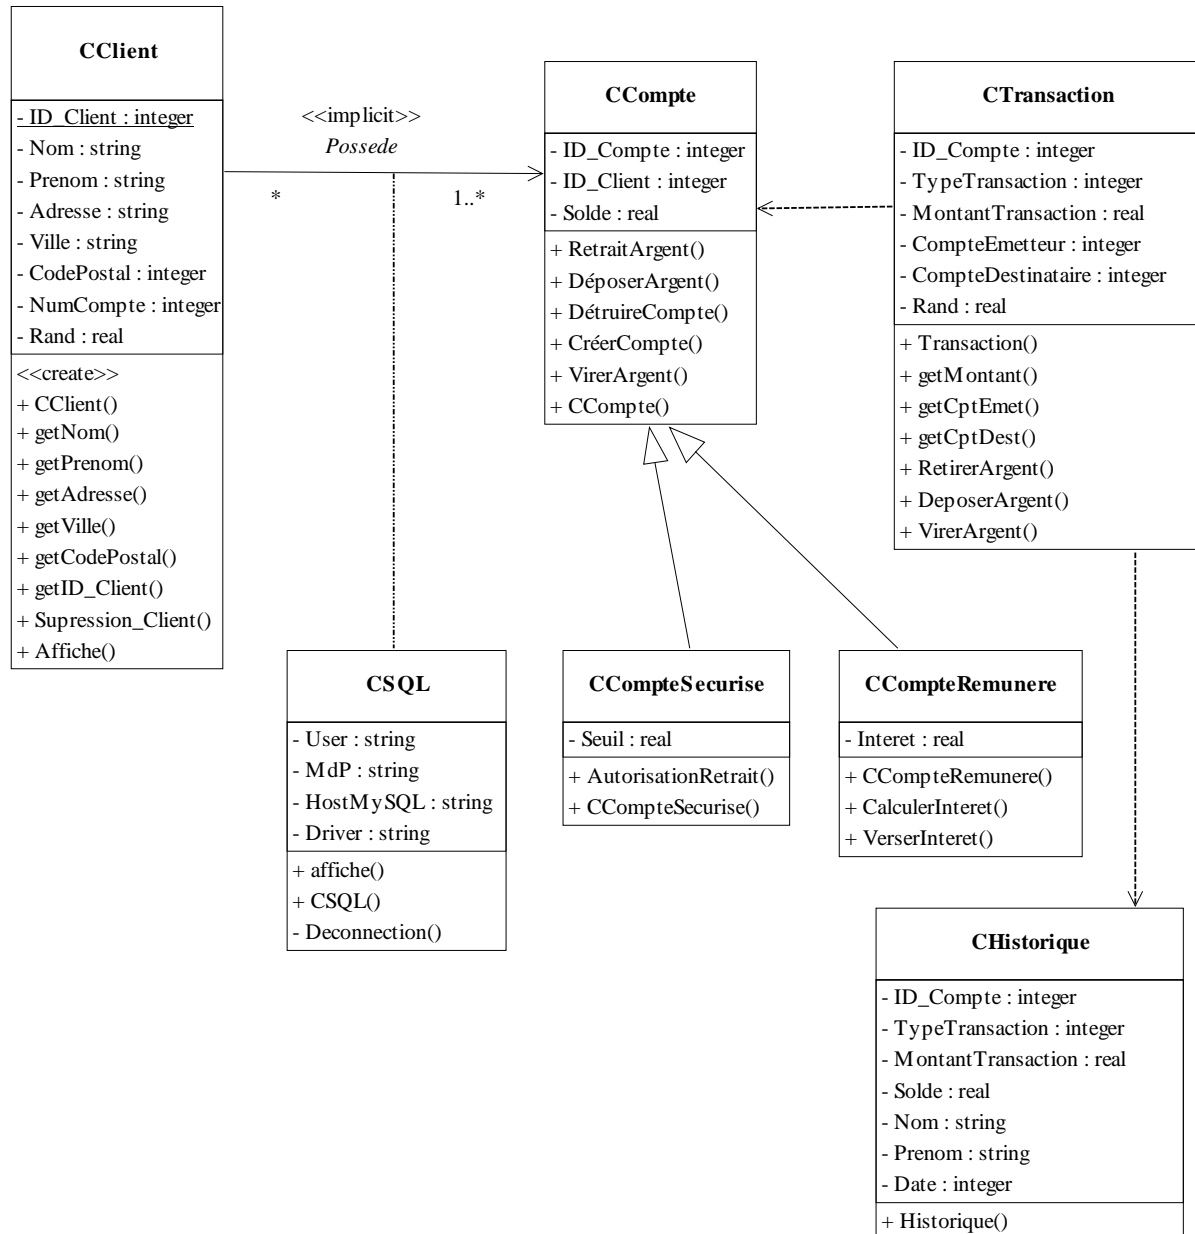 CClient
- ID_Client : integer
- Nom : string
- Prenom : string
- Adresse : string
- Ville : string
- CodePostal : integer
- NumCompte : integer
- Rand : real
<<create>>
+ CClient()
+ getNom()
+ getPrenom()
+ getAdresse()
+ getVille()
+ getCodePostal()
+ getID_Client()
+ Supression_Client()
+ Affiche()
<<implicit>>
Possede
*
1..*
CCompte
- ID_Compte : integer
- ID_Client : integer
- Solde : real
+ RetraitArgent()
+ DéposerArgent()
+ DétruireCompte()
+ CréerCompte()
+ VirerArgent()
+ CCompte()
CTransaction
- ID_Compte : integer
- TypeTransaction : integer
- MontantTransaction : real
- CompteEmetteur : integer
- CompteDestinataire : integer
- Rand : real
+ Transaction()
+ getMontant()
+ getCptEmet()
+ getCptDest()
+ RetirerArgent()
+ DeposerArgent()
+ VirerArgent()
CSQL
- User : string
- MdP : string
- HostMySQL : string
- Driver : string
+ affiche()
+ CSQL()
- Deconnection()
CCompteSecurise
- Seuil : real
+ AutorisationRetrait()
+ CCompteSecurise()
CCompteRemunere
- Interet : real
+ CCompteRemunere()
+ CalculerInteret()
+ VerserInteret()
CHistorique
- ID_Compte : integer
- TypeTransaction : integer
- MontantTransaction : real
- Solde : real
- Nom : string
- Prenom : string
- Date : integer
+ Historique()